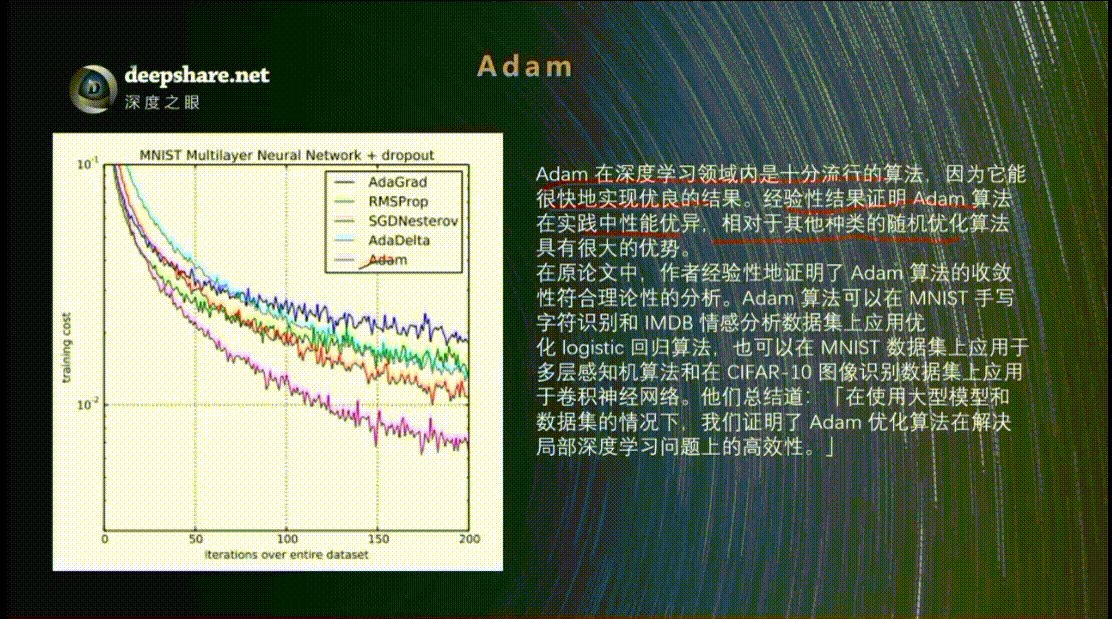 deepshare.net
深度之眼
Adam
MNIST Multilayer Neural Network + dropout
AdaGrad
RMSProp
SGDNesterov
AdaDelta
Adam
10-1
10-2
training cost
0
50
100
150
200
iterations over entire dataset
Adam 在深度学习领域内是十分流行的算法，因为它能
很快地实现优良的结果。经验性结果证明 Adam 算法
在实践中性能优异，相对于其他种类的随机优化算法
具有很大的优势。
在原论文中，作者经验性地证明了 Adam 算法的收敛
性符合理论性的分析。Adam 算法可以在 MNIST 手写
字符识别和 IMDB 情感分析数据集上应用优
化 logistic 回归算法，也可以在 MNIST 数据集上应用于
多层感知机算法和在 CIFAR-10 图像识别数据集上应用
于卷积神经网络。他们总结道：「在使用大型模型和
数据集的情况下，我们证明了 Adam 优化算法在解决
局部深度学习问题上的高效性。」